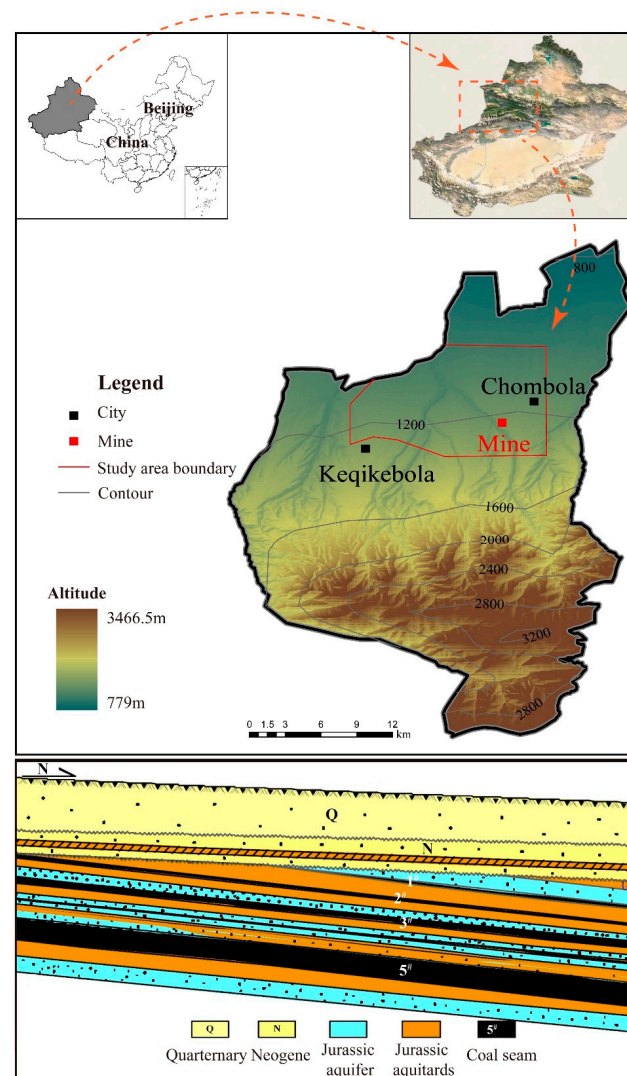 Beijing
China
800
Legend
City
Mine
Study area boundary
Contour
Chombola
1200
Mine
Keqikebola
1600
2000
2400
2800
3200
2800
Altitude
3466.5m
779m
0 1.5 3 6 9 12
km
N
Q
N
1
2#
3#
5#
Q N 5#
Quarternary Neogene Jurassic Jurassic Coal seam
aquifer aquitards